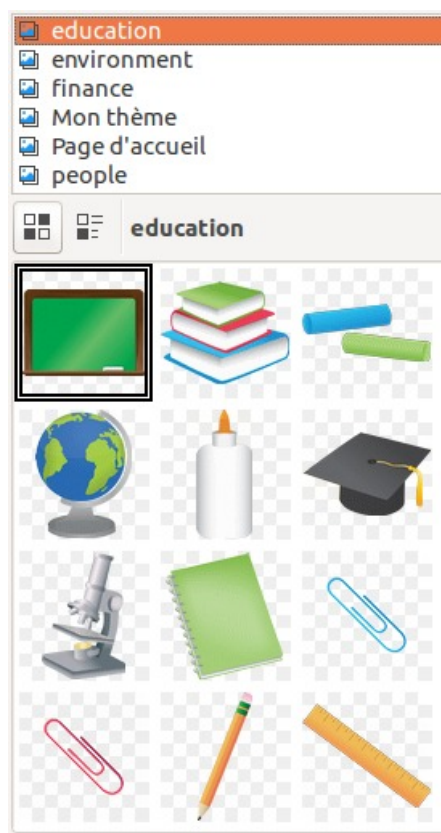 education
environment
finance
Mon thème
Page d'accueil
people
education